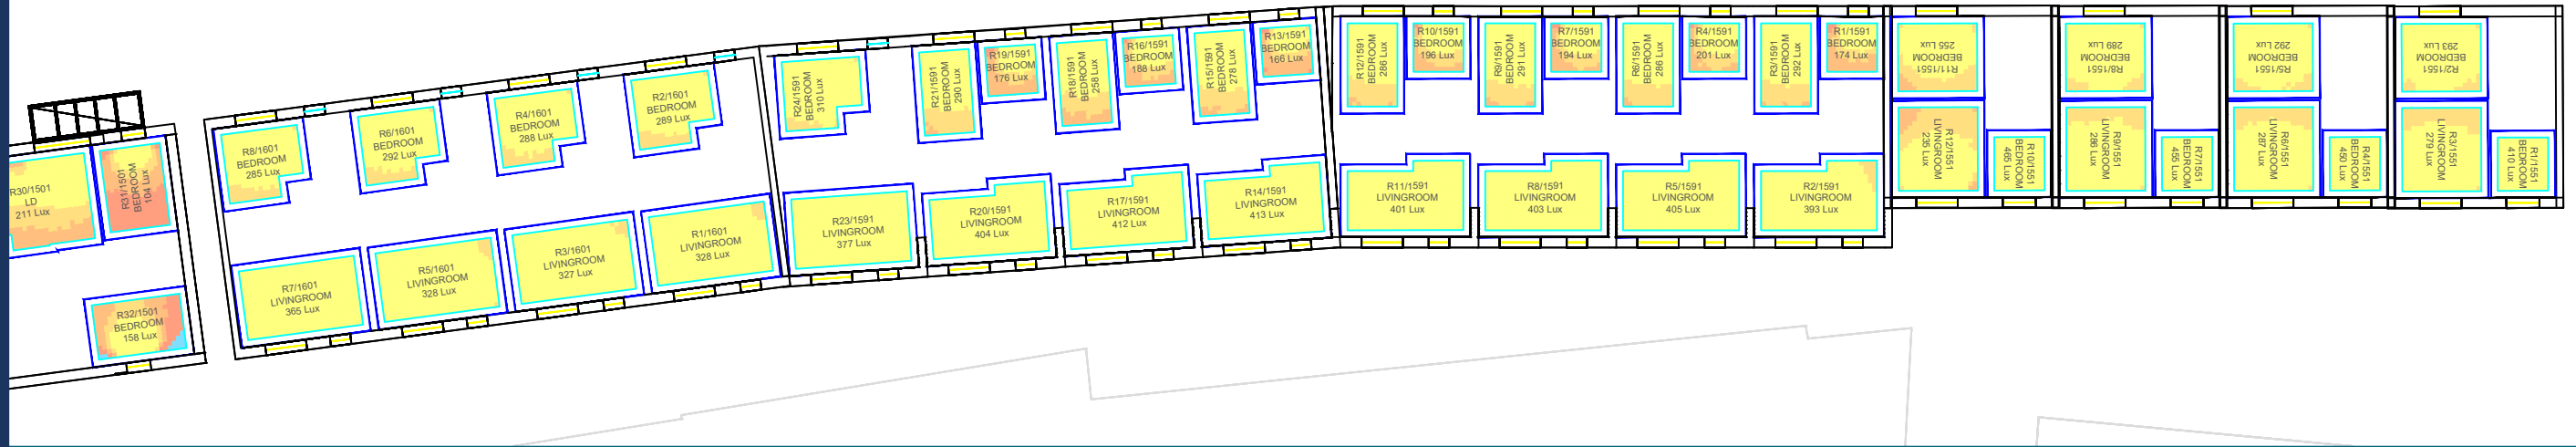 R30/1501
LD
211 Lux
R31/1501
BEDROOM
104 Lux
R32/1501
BEDROOM
158 Lux
R8/1601
BEDROOM
285 Lux
R6/1601
BEDROOM
292 Lux
R4/1601
BEDROOM
288 Lux
R2/1601
BEDROOM
289 Lux
R7/1601
LIVINGROOM
365 Lux
R5/1601
LIVINGROOM
328 Lux
R3/1601
LIVINGROOM
327 Lux
R1/1601
LIVINGROOM
328 Lux
R24/1591
BEDROOM
310 Lux
R21/1591
BEDROOM
290 Lux
R19/1591
BEDROOM
176 Lux
R18/1591
BEDROOM
258 Lux
R16/1591
BEDROOM
188 Lux
R15/1591
BEDROOM
278 Lux
R13/1591
BEDROOM
166 Lux
R23/1591
LIVINGROOM
377 Lux
R20/1591
LIVINGROOM
404 Lux
R17/1591
LIVINGROOM
412 Lux
R14/1591
LIVINGROOM
413 Lux
R12/1591
BEDROOM
286 Lux
R10/1591
BEDROOM
196 Lux
R9/1591
BEDROOM
291 Lux
R7/1591
BEDROOM
194 Lux
R6/1591
BEDROOM
286 Lux
R4/1591
BEDROOM
201 Lux
R3/1591
BEDROOM
292 Lux
R1/1591
BEDROOM
174 Lux
R11/1591
LIVINGROOM
401 Lux
R8/1591
LIVINGROOM
403 Lux
R5/1591
LIVINGROOM
405 Lux
R2/1591
LIVINGROOM
393 Lux
R11/1551
BEDROOM
255 Lux
R8/1551
BEDROOM
289 Lux
R5/1551
BEDROOM
292 Lux
R2/1551
BEDROOM
293 Lux
R12/1551
LIVINGROOM
235 Lux
R10/1551
BEDROOM
465 Lux
R9/1551
LIVINGROOM
286 Lux
R7/1551
BEDROOM
455 Lux
R6/1551
LIVINGROOM
287 Lux
R4/1551
BEDROOM
450 Lux
R3/1551
LIVINGROOM
279 Lux
R1/1551
BEDROOM
410 Lux